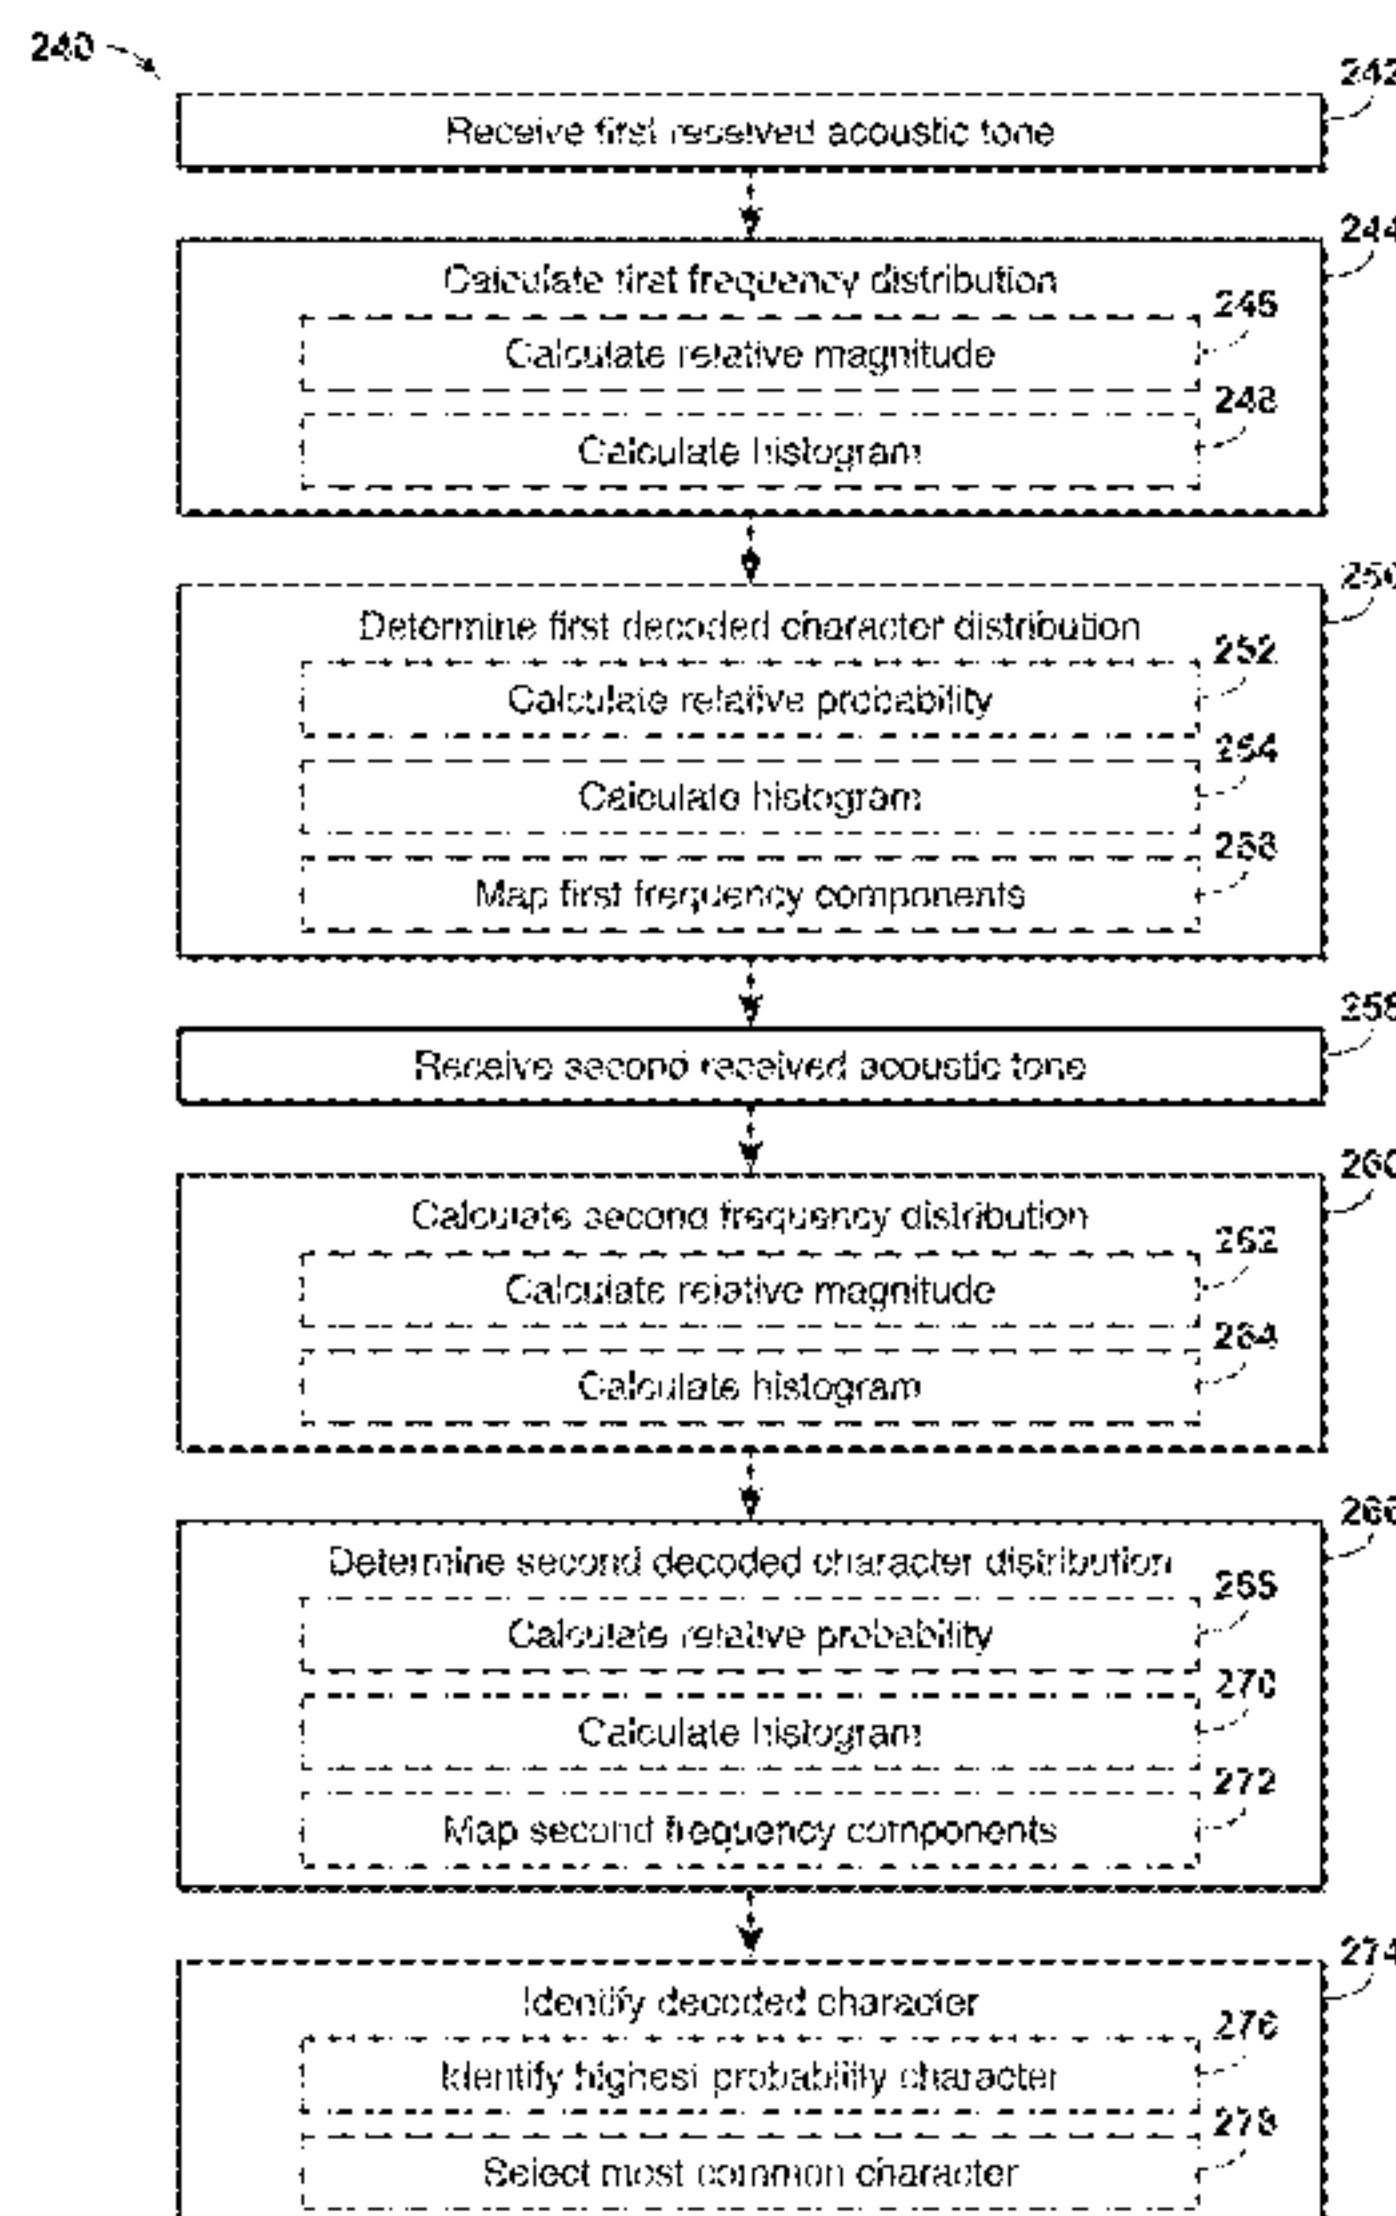 240
242
Receive first received acoustic tone
244
Calculate first frequency distribution
246
Calculate relative magnitude
248
Calculate histogram
250
Determine first decoded character distribution
252
Calculate relative probability
254
Calculate histogram
256
Map first frequency components
258
Receive second received acoustic tone
260
Calculate second frequency distribution
262
Calculate relative magnitude
264
Calculate histogram
266
Determine second decoded character distribution
268
Calculate relative probability
270
Calculate histogram
272
Map second frequency components
274
Identify decoded character
276
Identify highest probability character
278
Select most common character